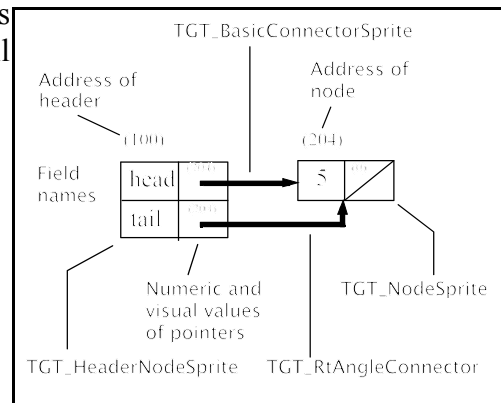 s
l
TGT_BasicConnectorSprite
Address of
header
Address of
node
(100)
(204)
Field
names
head
5
tail
Numeric and
visual values
of pointers
TGT_NodeSprite
TGT_HeaderNodeSprite
TGT_RtAngleConnector